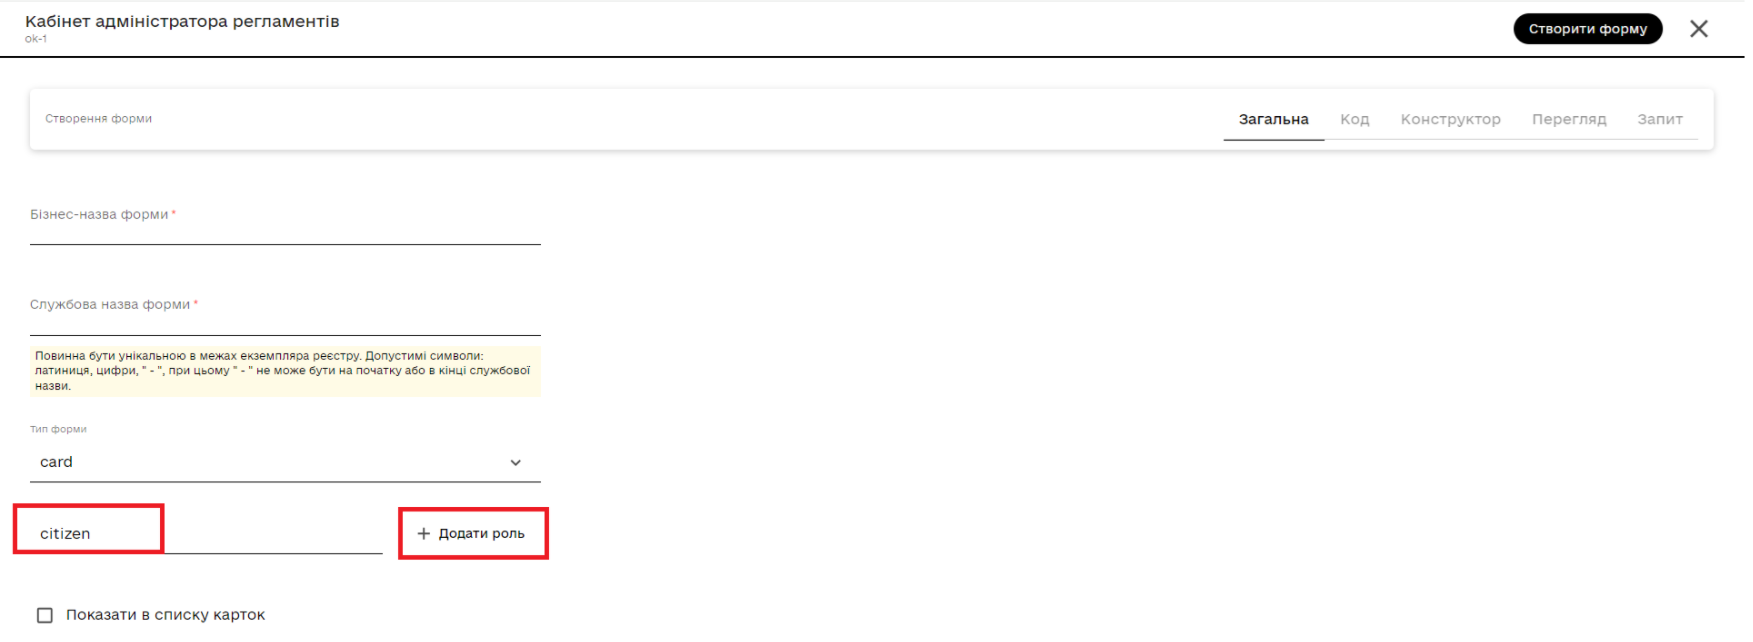 Кабінет адміністратора регламентів
ok-1
Створити форму
Створення форми
Загальна Код Конструктор Перегляд Запит
Бізнес-назва форми *
Службова назва форми *
Повинна бути унікальною в межах екземпляра реєстру. Допустимі символи:
латиниця, цифри, " - ", при цьому " - " не може бути на початку або в кінці службової
назви.
Тип форми
card
citizen
+ Додати роль
Показати в списку карток